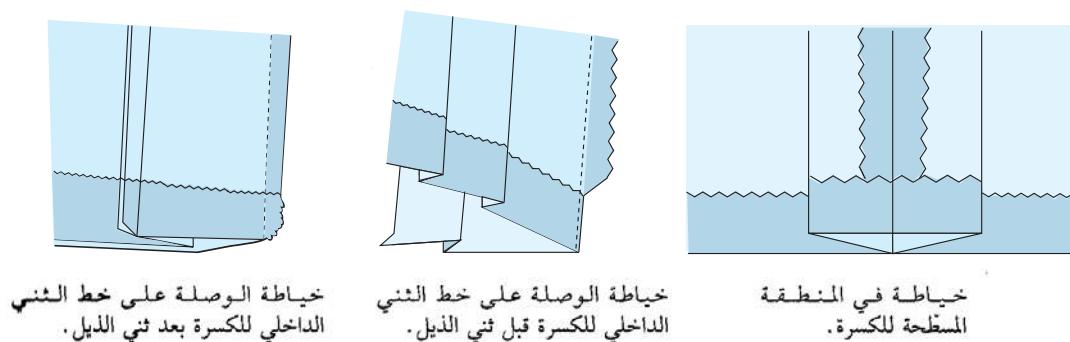 خياطة في المنطقة
المسطّحة للكسرة.
خياطة الوصلة على خط الثني
الداخلي للكسرة قبل ثني الذيل.
خياطة الوصلة على خط الثني
الداخلي للكسرة بعد ثني الذيل.